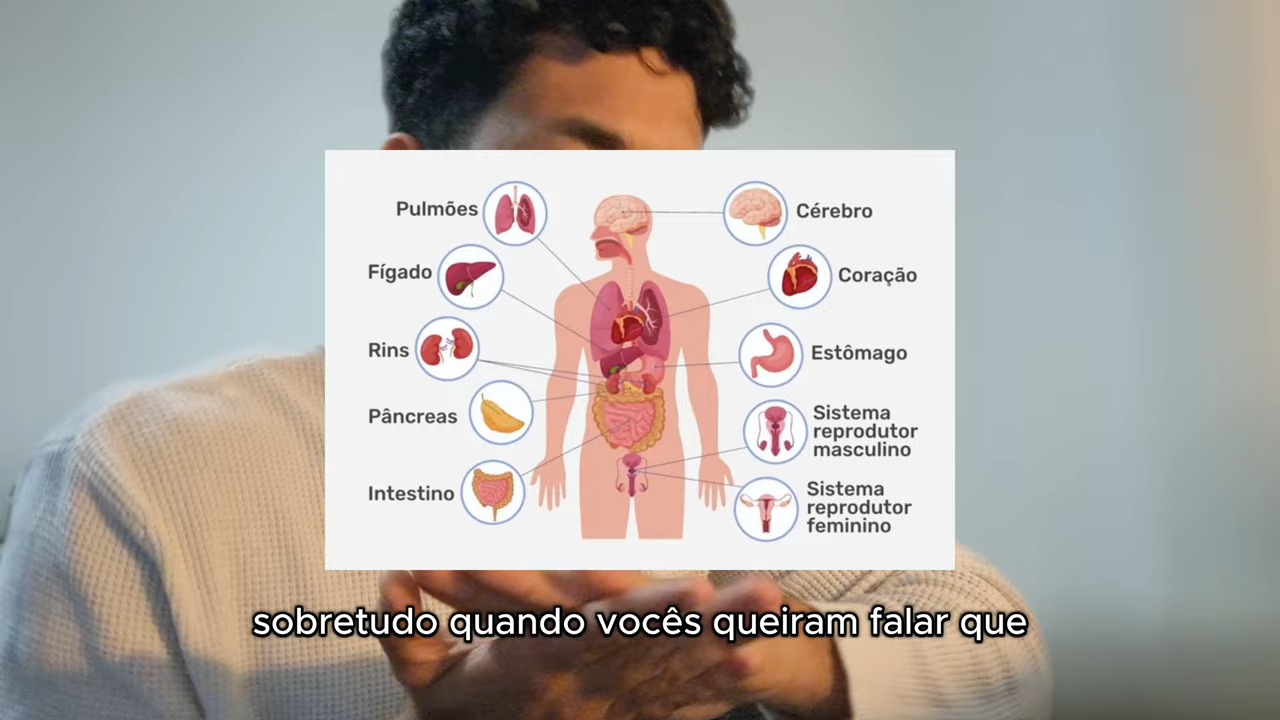 Pulmões
Fígado
Rins
Pâncreas
Intestino
Cérebro
Coração
Estômago
Sistema
reprodutor
masculino
Sistema
reprodutor
feminino
sobretudo quando vocês queiram falar que